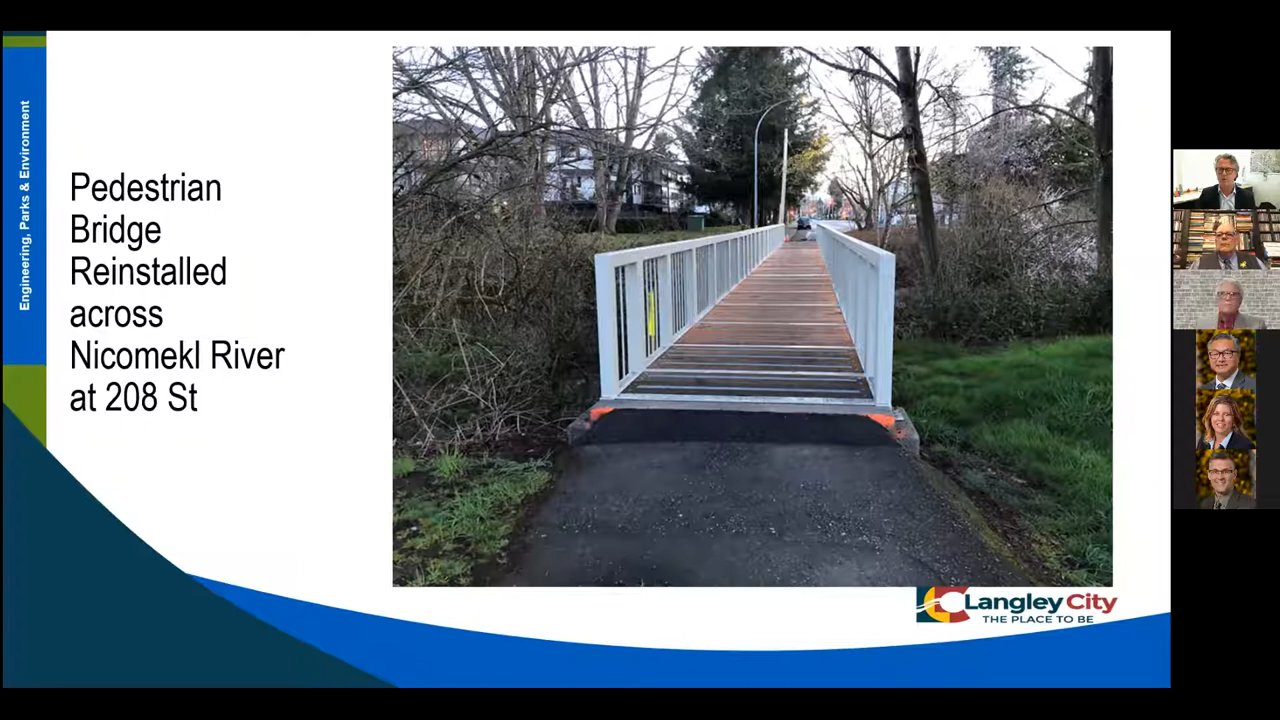 Engineering, Parks & Environment
Pedestrian
Bridge
Reinstalled
across
Nicomekl River
at 208 St
Langley City
THE PLACE TO BE